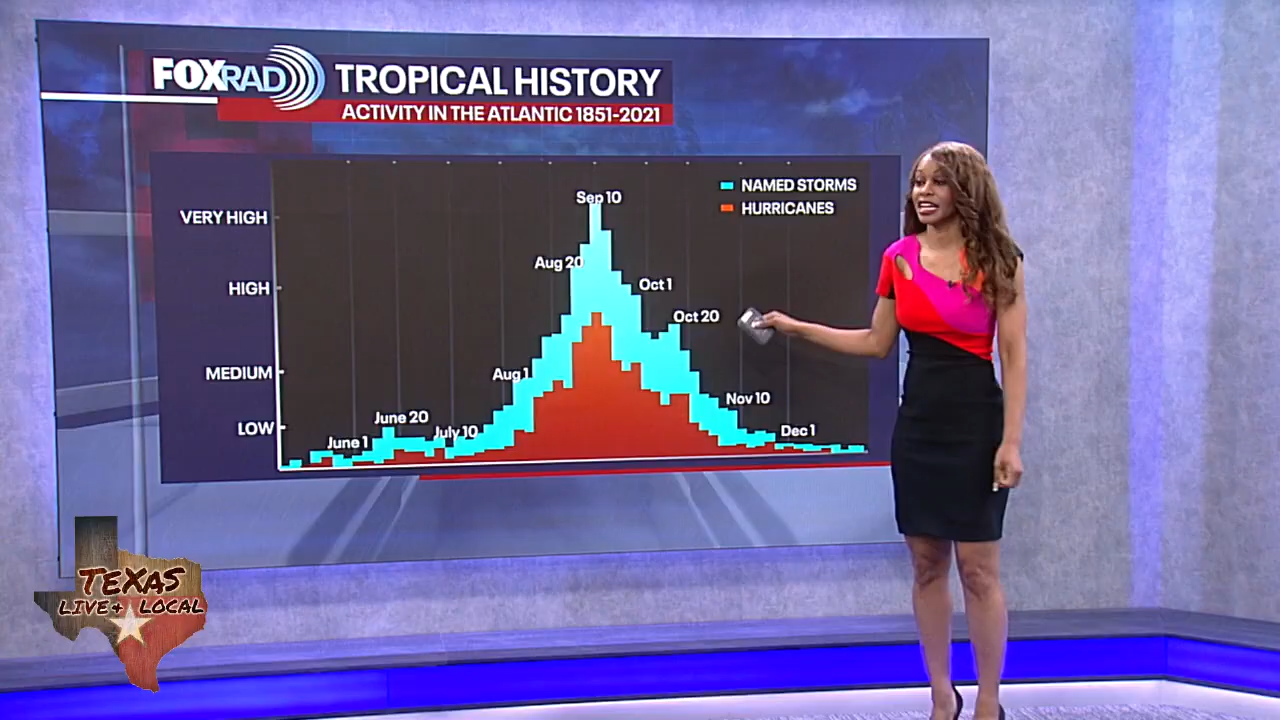 FOXRAD
TROPICAL HISTORY
ACTIVITY IN THE ATLANTIC 1851-2021
NAMED STORMS
HURRICANES
VERY HIGH
HIGH
MEDIUM
LOW
June 1
June 20
July 10
Aug 1
Aug 20
Sep 10
Oct 1
Oct 20
Nov 10
Dec 1
TEXAS
LIVE+ LOCAL